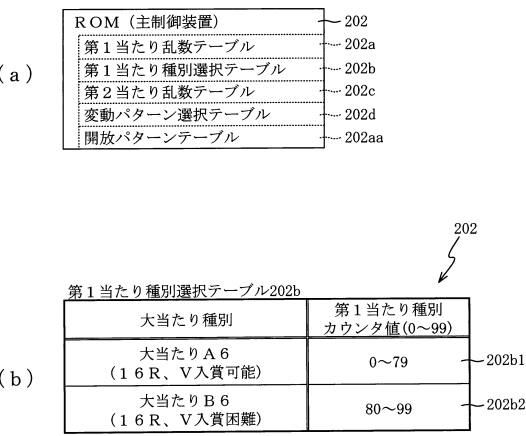 (a)
ROM(主制御装置) 202
第1当たり乱数テーブル 202a
第1当たり種別選択テーブル 202b
第2当たり乱数テーブル 202c
変動パターン選択テーブル 202d
開放パターンテーブル 202aa
202
(b)
第1当たり種別選択テーブル202b
大当たり種別
第1当たり種別
カウンタ値(0～99)
大当たりA6
(16R、V入賞可能)
0～79
202b1
大当たりB6
(16R、V入賞困難)
80～99
202b2